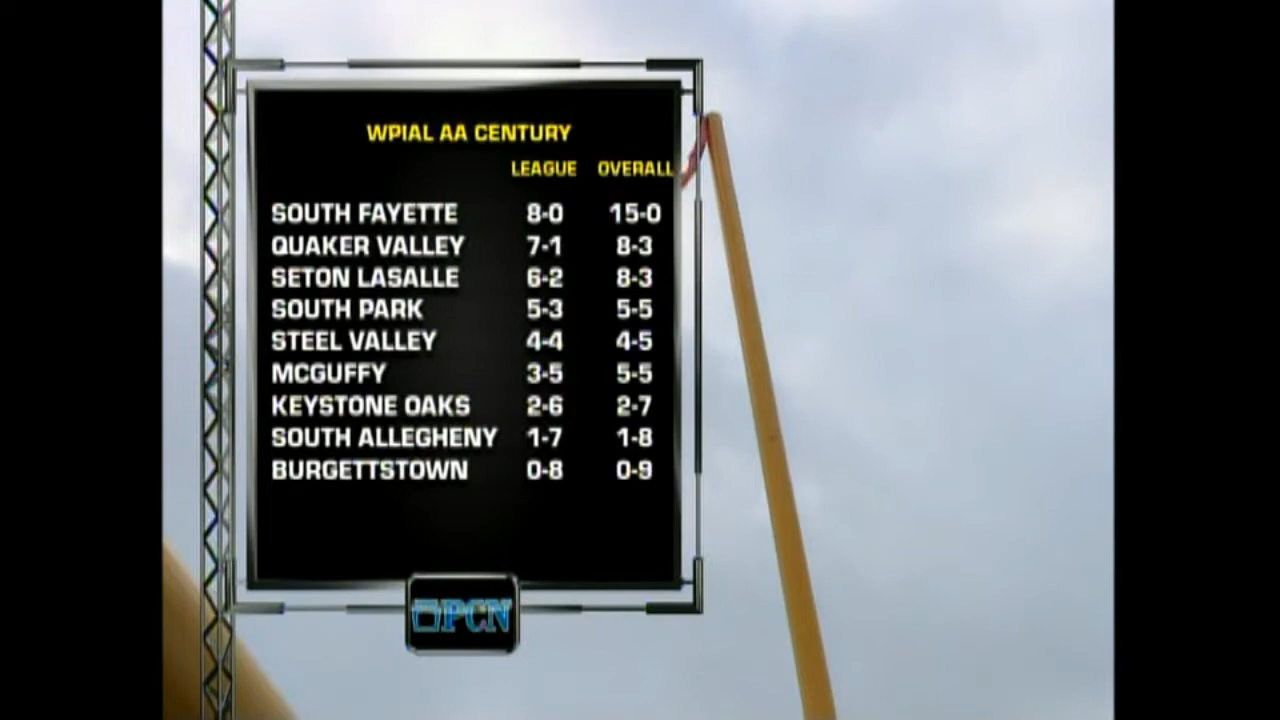 WPIAL AA CENTURY
LEAGUE OVERALL
SOUTH FAYETTE 8-0 15-0
QUAKER VALLEY 7-1 8-3
SETON LASALLE 6-2 8-3
SOUTH PARK 5-3 5-5
STEEL VALLEY 4-4 4-5
MCGUFFY 3-5 5-5
KEYSTONE OAKS 2-6 2-7
SOUTH ALLEGHENY 1-7 1-8
BURGETTSTOWN 0-8 0-9
PCN